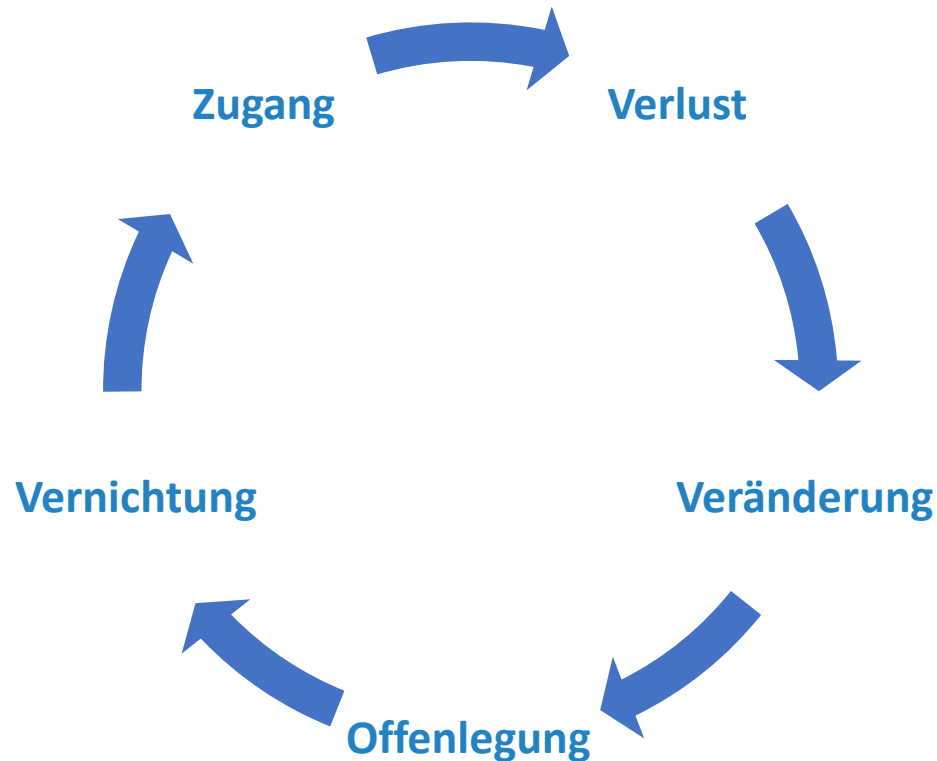 Zugang
Verlust
Vernichtung
Veränderung
Offenlegung